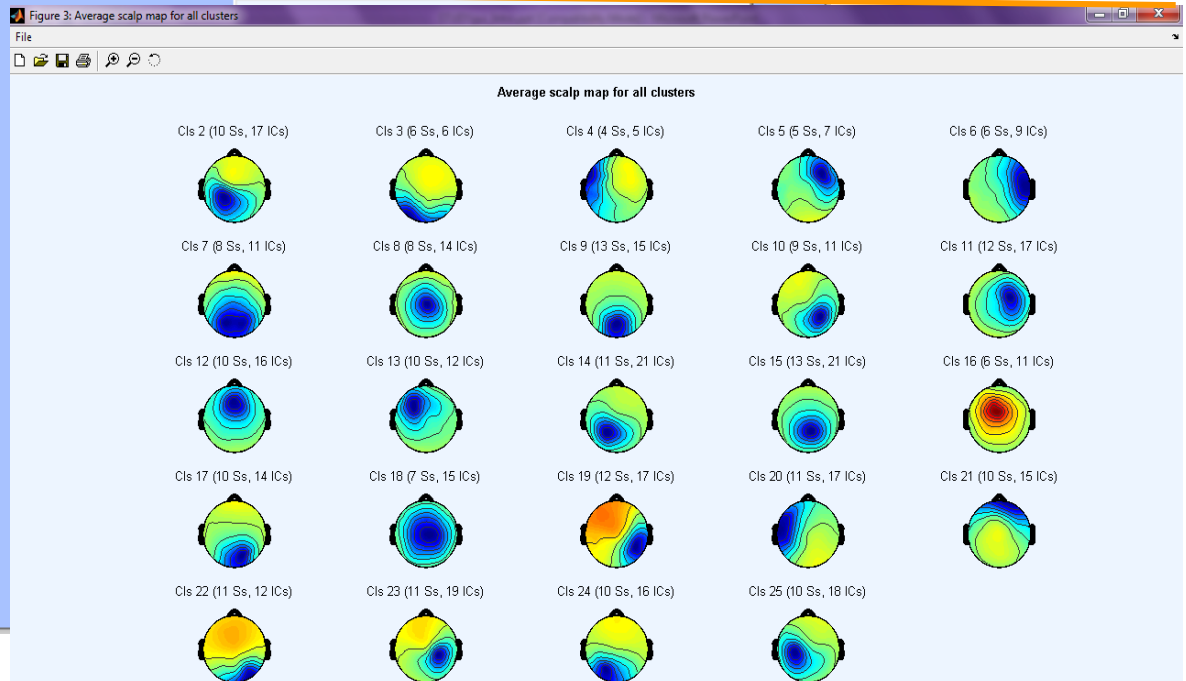 Figure 3: Average scalp map for all clusters
File
Average scalp map for all clusters
Cls 2 (10 Ss, 17 ICs) Cls 3 (6 Ss, 6 ICs) Cls 4 (4 Ss, 5 ICs) Cls 5 (5 Ss, 7 ICs) Cls 6 (6 Ss, 9 ICs)
Cls 7 (8 Ss, 11 ICs) Cls 8 (8 Ss, 14 ICs) Cls 9 (13 Ss, 15 ICs) Cls 10 (9 Ss, 11 ICs) Cls 11 (12 Ss, 17 ICs)
Cls 12 (10 Ss, 16 ICs) Cls 13 (10 Ss, 12 ICs) Cls 14 (11 Ss, 21 ICs) Cls 15 (13 Ss, 21 ICs) Cls 16 (6 Ss, 11 ICs)
Cls 17 (10 Ss, 14 ICs) Cls 18 (7 Ss, 15 ICs) Cls 19 (12 Ss, 17 ICs) Cls 20 (11 Ss, 17 ICs) Cls 21 (10 Ss, 15 ICs)
Cls 22 (11 Ss, 12 ICs) Cls 23 (11 Ss, 19 ICs) Cls 24 (10 Ss, 16 ICs) Cls 25 (10 Ss, 18 ICs)